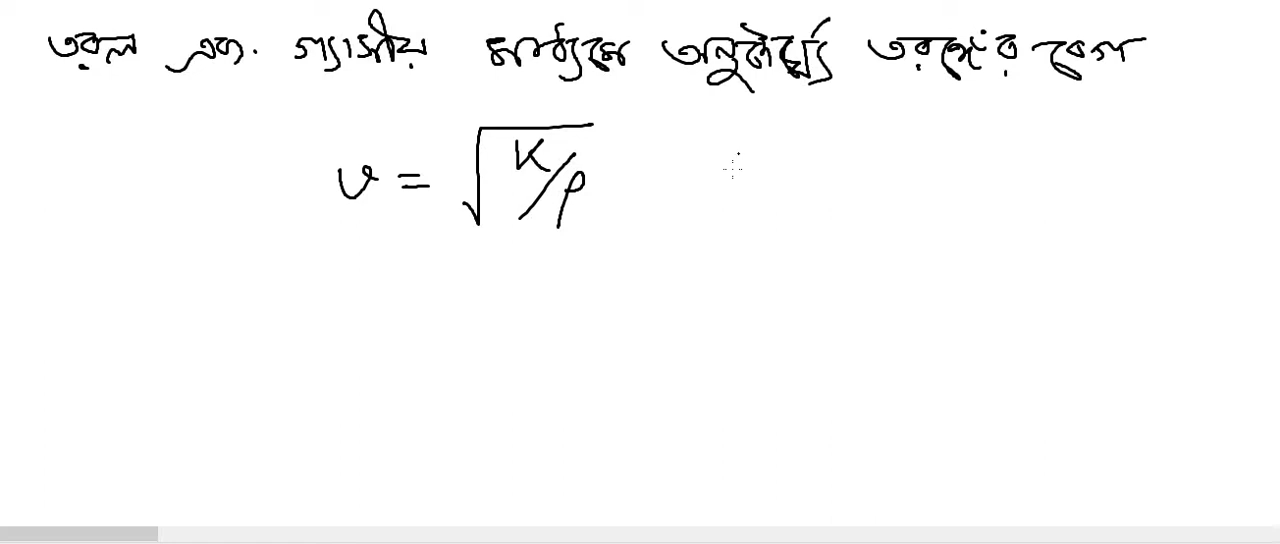 তরল এবং গ্যাসীয় মাধ্যমে অনুদৈর্ঘ্য তরঙ্গের বেগ
v = √K/ρ